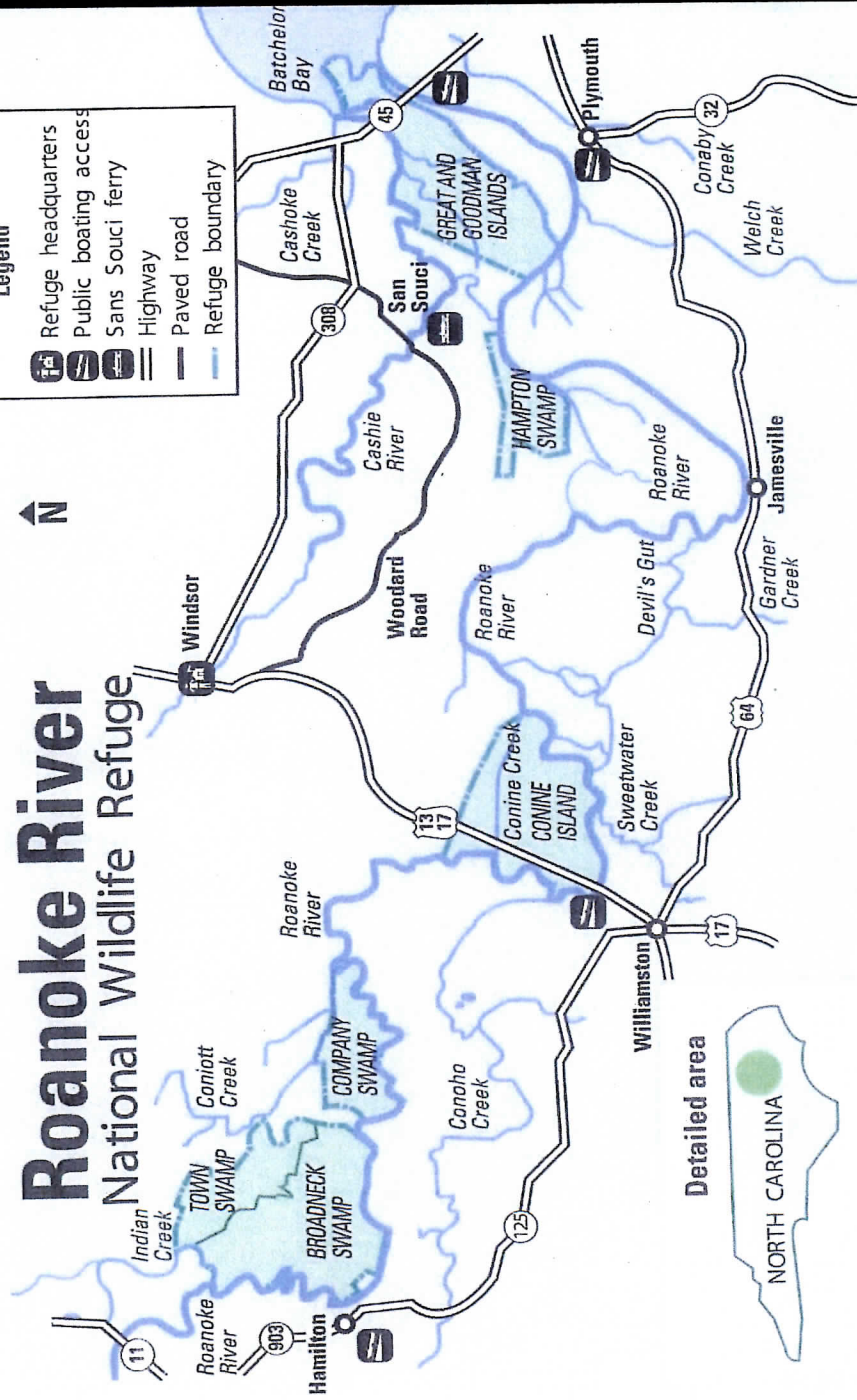 Roanoke River
National Wildlife Refuge
N
Legend
Refuge headquarters
Public boating access
Sans Souci ferry
Highway
Paved road
Refuge boundary
Indian
Creek
TOWN
SWAMP
Coniott
Creek
Roanoke
River
11
Roanoke
River
903
Hamilton
BROADNECK
SWAMP
COMPANY
SWAMP
Conoho
Creek
125
Windsor
13
17
Woodard
Road
Cashie
River
308
Cashoke
Creek
San
Souci
Batchelor
Bay
45
GREAT AND
GOODMAN
ISLANDS
HAMPTON
SWAMP
Roanoke
River
Roanoke
River
Conine Creek
CONINE
ISLAND
Devil's Gut
Sweetwater
Creek
Gardner
Creek
Jamesville
64
Plymouth
32
Conaby
Creek
Welch
Creek
Williamston
17
Detailed area
NORTH CAROLINA